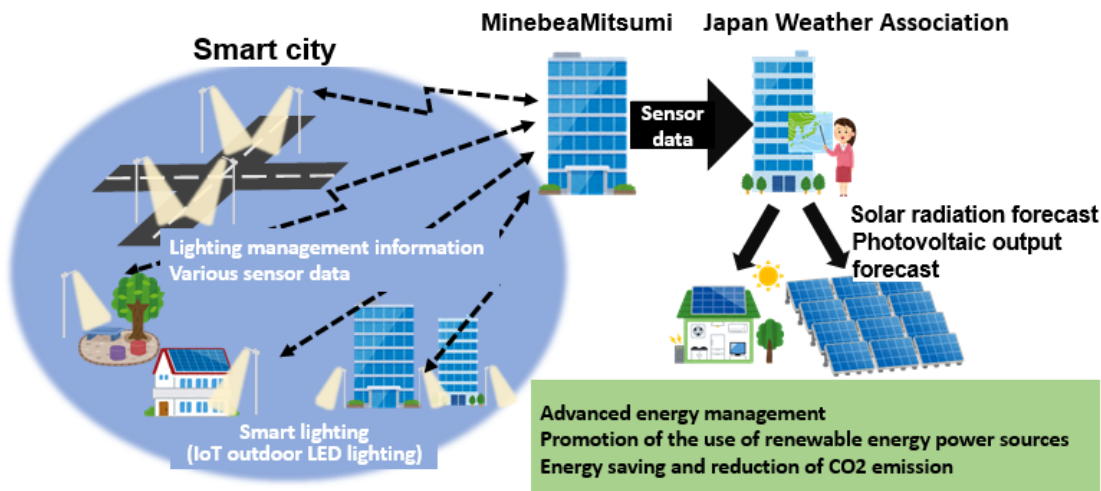 MinebeaMitsumi
Japan Weather Association
Smart city
Sensor
data
Solar radiation forecast
Photovoltaic output
forecast
Lighting management information
Various sensor data
Smart lighting
(IoT outdoor LED lighting)
Advanced energy management
Promotion of the use of renewable energy power sources
Energy saving and reduction of CO2 emission